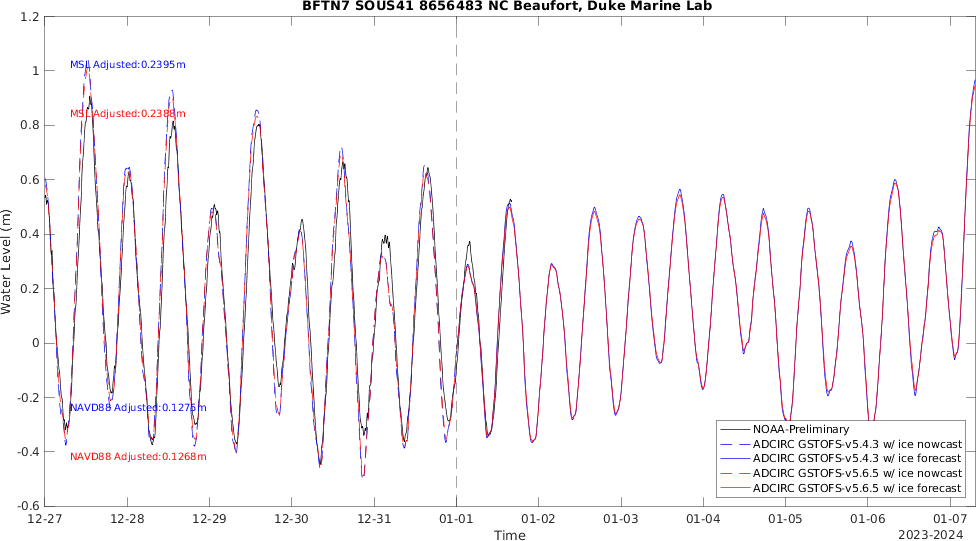 BFTN7 SOUS41 8656483 NC Beaufort, Duke Marine Lab
1.2
1
0.8
0.6
0.4
0.2
0
-0.2
-0.4
-0.6
Water Level (m)
MSL Adjusted:0.2395m
MSL Adjusted:0.2388m
NAVD88 Adjusted:0.1275m
NAVD88 Adjusted:0.1268m
NOAA-Preliminary
ADCIRC GSTOFS-v5.4.3 w/ ice nowcast
ADCIRC GSTOFS-v5.4.3 w/ ice forecast
ADCIRC GSTOFS-v5.6.5 w/ ice nowcast
ADCIRC GSTOFS-v5.6.5 w/ ice forecast
12-27 12-28 12-29 12-30 12-31 01-01 01-02 01-03 01-04 01-05 01-06 01-07
Time
2023-2024